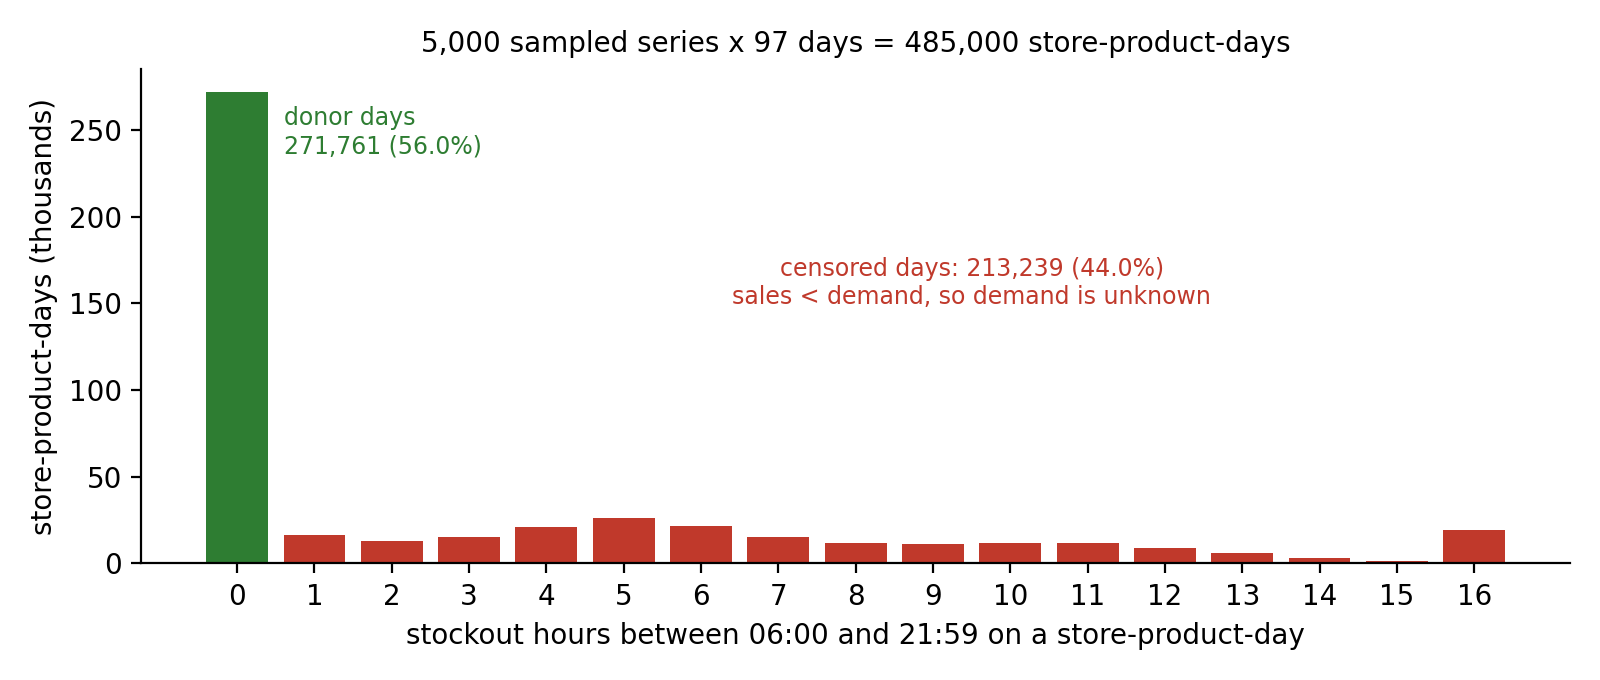 5,000 sampled series x 97 days = 485,000 store-product-days
store-product-days (thousands)
250
200
150
100
50
0
donor days
271,761 (56.0%)
censored days: 213,239 (44.0%)
sales < demand, so demand is unknown
0 1 2 3 4 5 6 7 8 9 10 11 12 13 14 15 16
stockout hours between 06:00 and 21:59 on a store-product-day